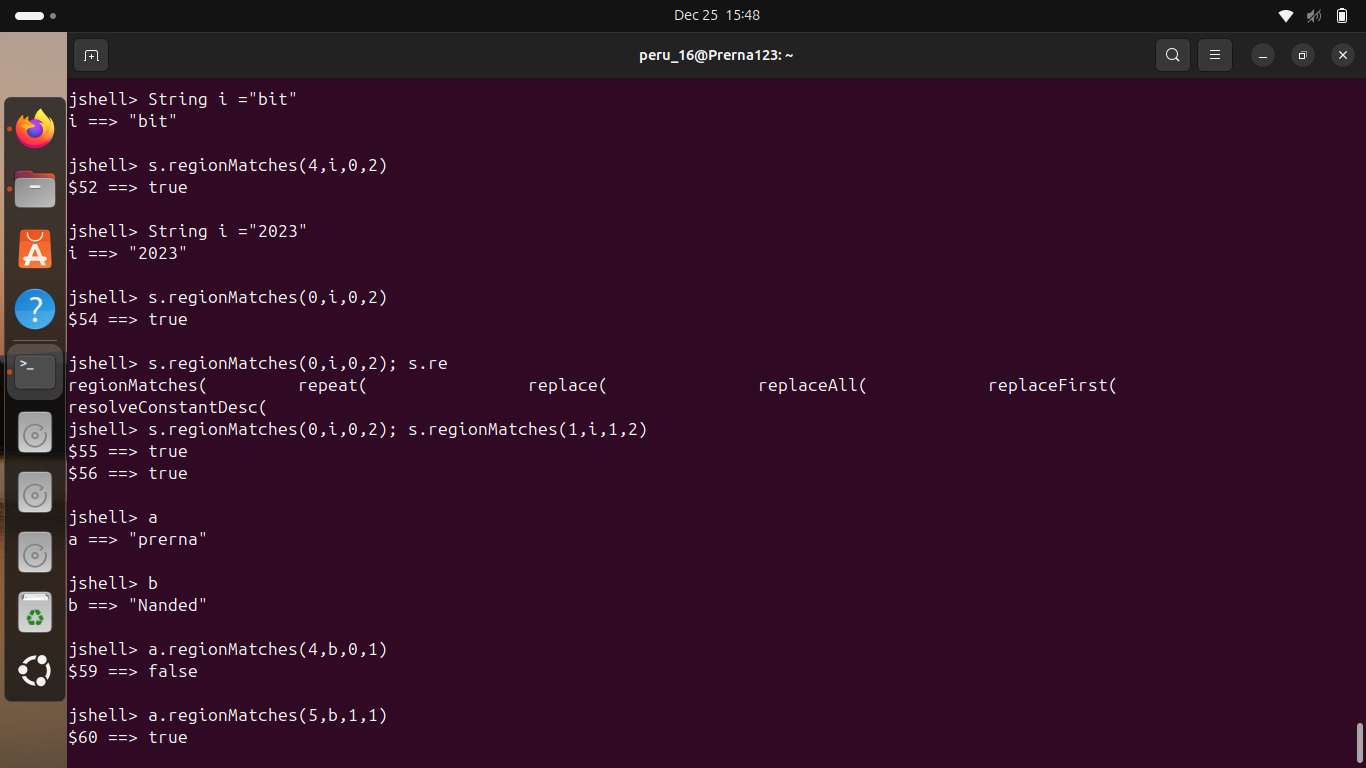 Dec 25 15:48
peru_16@Prerna123: ~
jshell> String i ="bit"
i ==> "bit"
jshell> s.regionMatches(4,i,0,2)
$52 ==> true
jshell> String i ="2023"
i ==> "2023"
jshell> s.regionMatches(0,i,0,2)
$54 ==> true
jshell> s.regionMatches(0,i,0,2); s.re
regionMatches( repeat( replace( replaceAll( replaceFirst(
resolveConstantDesc(
jshell> s.regionMatches(0,i,0,2); s.regionMatches(1,i,1,2)
$55 ==> true
$56 ==> true
jshell> a
a ==> "prerna"
jshell> b
b ==> "Nanded"
jshell> a.regionMatches(4,b,0,1)
$59 ==> false
jshell> a.regionMatches(5,b,1,1)
$60 ==> true